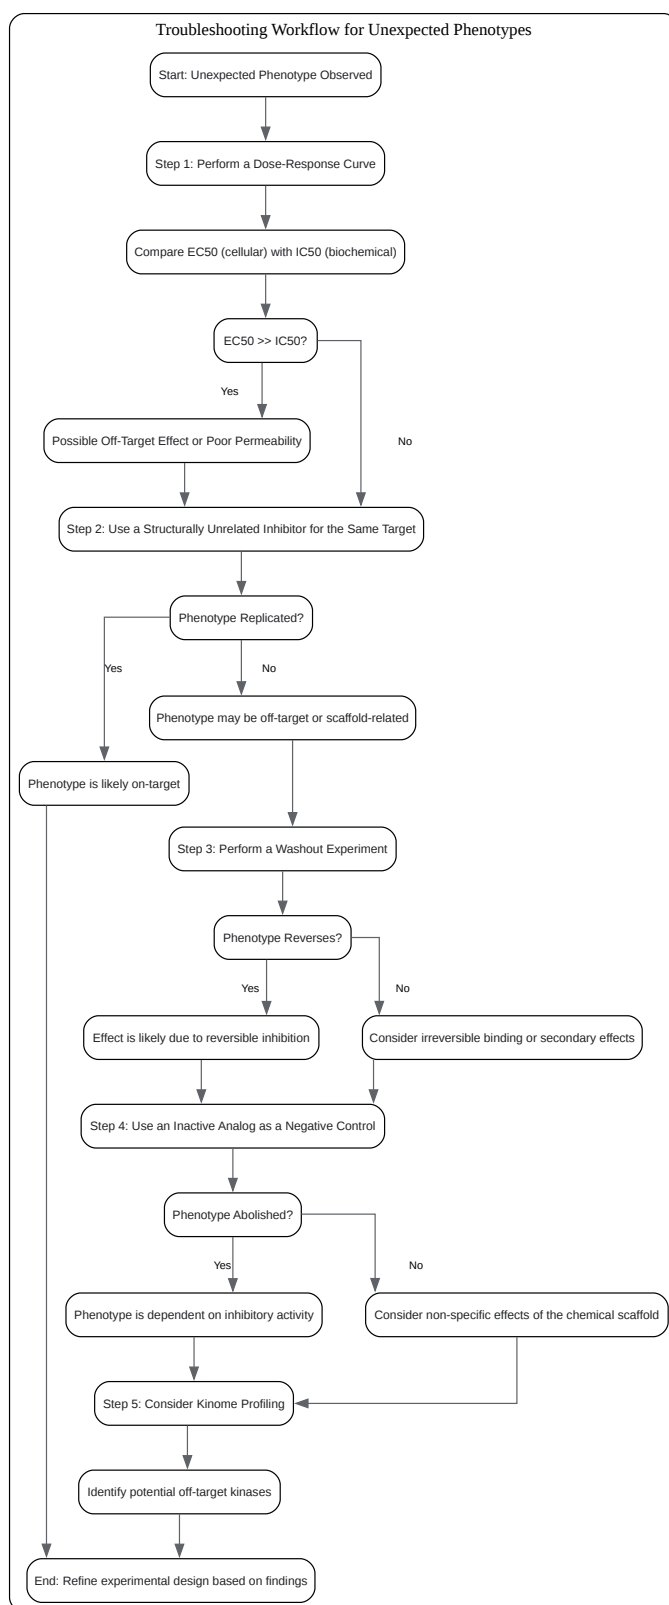 Troubleshooting Workflow for Unexpected Phenotypes
Start: Unexpected Phenotype Observed
Step 1: Perform a Dose-Response Curve
Compare EC50 (cellular) with IC50 (biochemical)
EC50 >> IC50?
Yes
No
Possible Off-Target Effect or Poor Permeability
Step 2: Use a Structurally Unrelated Inhibitor for the Same Target
Phenotype Replicated?
Yes
No
Phenotype may be off-target or scaffold-related
Phenotype is likely on-target
Step 3: Perform a Washout Experiment
Phenotype Reverses?
Yes
No
Effect is likely due to reversible inhibition
Consider irreversible binding or secondary effects
Step 4: Use an Inactive Analog as a Negative Control
Phenotype Abolished?
Yes
No
Phenotype is dependent on inhibitory activity
Consider non-specific effects of the chemical scaffold
Step 5: Consider Kinome Profiling
Identify potential off-target kinases
End: Refine experimental design based on findings